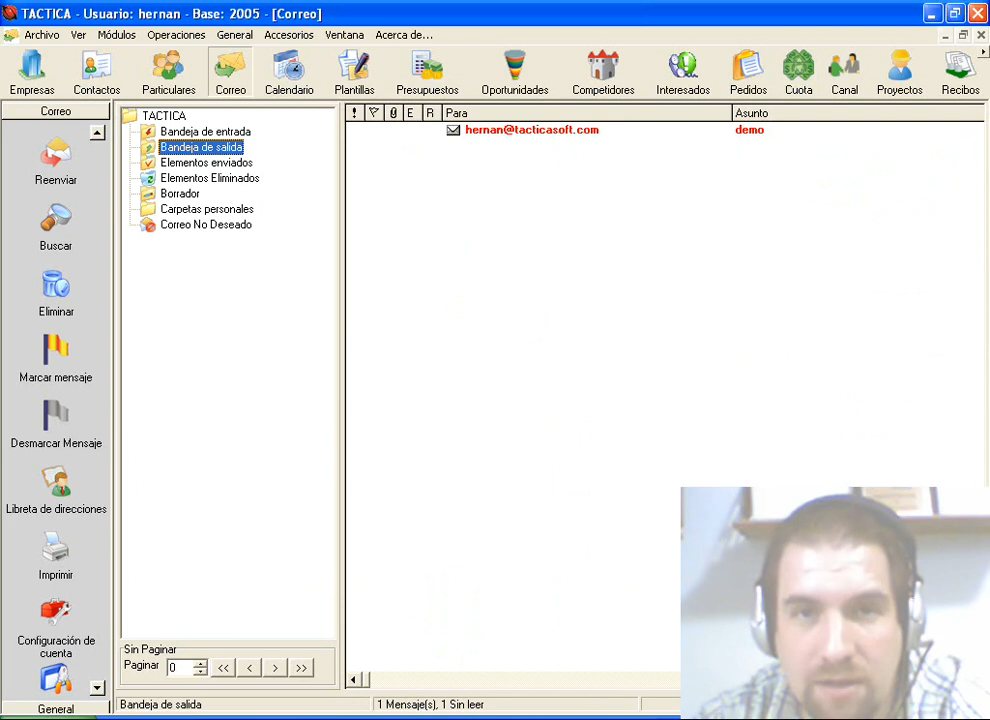 TACTICA - Usuario: hernan - Base: 2005 - [Correo]
Archivo Ver Módulos Operaciones General Accesorios Ventana Acerca de...
Empresas Contactos Particulares Correo Calendario Plantillas Presupuestos Oportunidades Competidores Interesados Pedidos Cuota Canal Proyectos Recibos
Correo
Reenviar
Buscar
Eliminar
Marcar mensaje
Desmarcar Mensaje
Libreta de direcciones
Imprimir
Configuración de
cuenta
General
TACTICA
Bandeja de entrada
Bandeja de salida
Elementos enviados
Elementos Eliminados
Borrador
Carpetas personales
Correo No Deseado
Sin Paginar
Paginar 0 << < > >>
! E R Para Asunto
hernan@tacticasoft.com demo
Bandeja de salida 1 Mensaje(s), 1 Sin leer